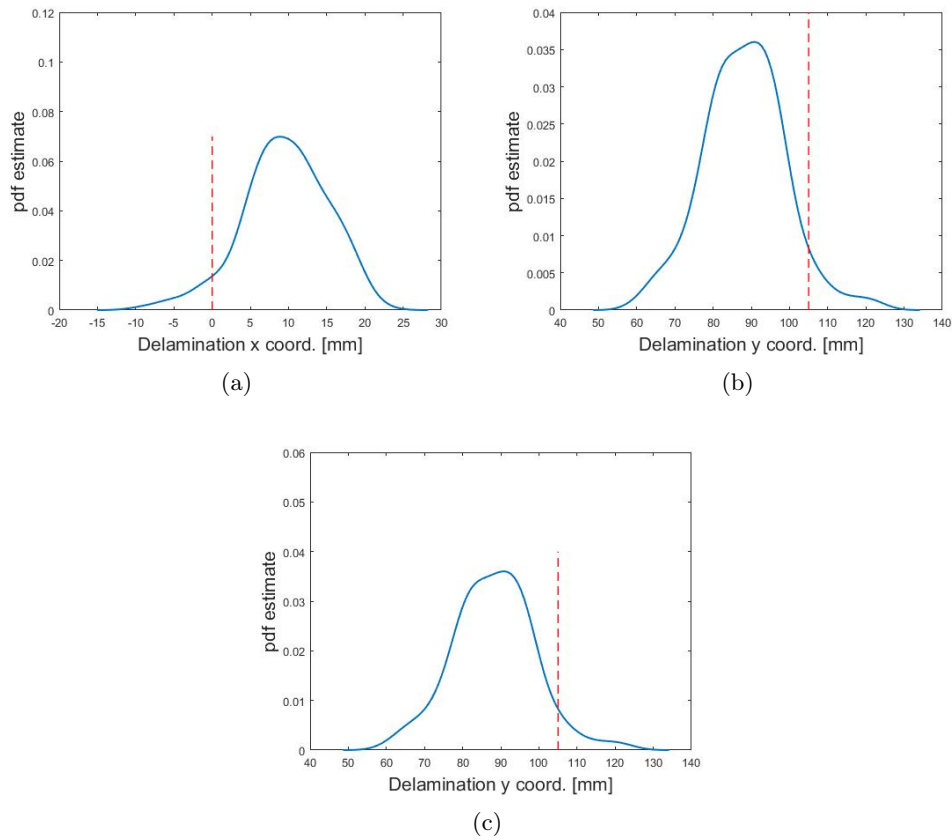 0.12
0.1
0.08
0.06
0.04
0.02
0
pdf estimate
-20 -15 -10 -5 0 5 10 15 20 25 30
Delamination x coord. [mm]
(a)
0.04
0.035
0.03
0.025
0.02
0.015
0.01
0.005
0
pdf estimate
40 50 60 70 80 90 100 110 120 130 140
Delamination y coord. [mm]
(b)
0.06
0.05
0.04
0.03
0.02
0.01
0
pdf estimate
40 50 60 70 80 90 100 110 120 130 140
Delamination y coord. [mm]
(c)